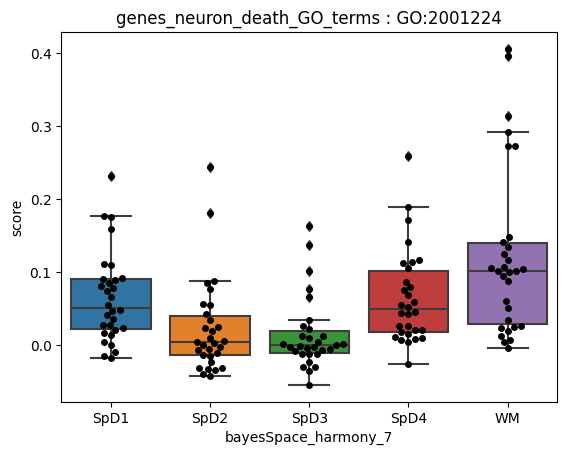 genes_neuron_death_GO_terms : GO:2001224
0.4
0.3
0.2
0.1
0.0
score
SpD1 SpD2 SpD3 SpD4 WM
bayesSpace_harmony_7